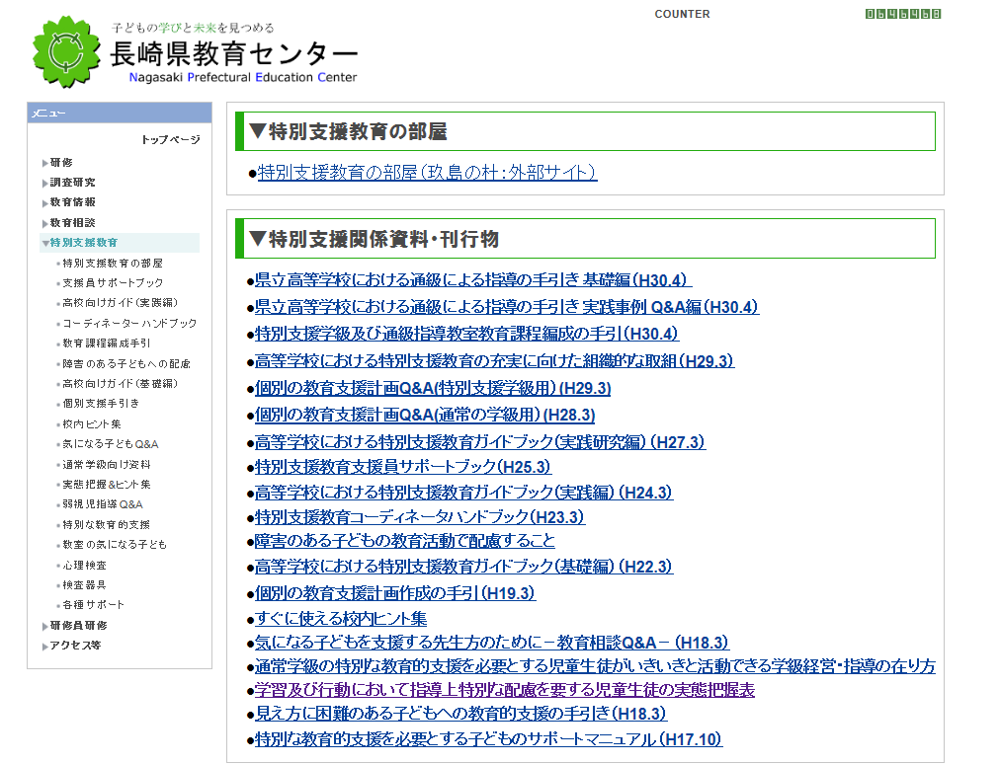 子どもの学びと未来を見つめる
長崎県教育センター
Nagasaki Prefectural Education Center
COUNTER
0646468
メニュー
トップページ
研修
調査研究
教育情報
教育相談
特別支援教育
特別支援教育の部屋
支援員サポートブック
高校向けガイド(実践編)
コーディネーターハンドブック
教育課程編成手引
障害のある子どもへの配慮
高校向けガイド(基礎編)
個別支援手引き
校内ヒント集
気になる子どもQ&A
通常学級向け資料
実態把握&ヒント集
弱視児指導Q&A
特別な教育的支援
教室の気になる子ども
心理検査
検査器具
各種サポート
研修員研修
アクセス等
▼特別支援教育の部屋
●特別支援教育の部屋(玖島の杜:外部サイト)
▼特別支援関係資料・刊行物
●県立高等学校における通級による指導の手引き 基礎編(H30.4)
●県立高等学校における通級による指導の手引き 実践事例 Q&A編(H30.4)
●特別支援学級及び通級指導教室教育課程編成の手引(H30.4)
●高等学校における特別支援教育の充実に向けた組織的な取組(H29.3)
●個別の教育支援計画Q&A(特別支援学級用)(H29.3)
●個別の教育支援計画Q&A(通常の学級用)(H28.3)
●高等学校における特別支援教育ガイドブック(実践研究編)(H27.3)
●特別支援教育支援員サポートブック(H25.3)
●高等学校における特別支援教育ガイドブック(実践編)(H24.3)
●特別支援教育コーディネータハンドブック(H23.3)
●障害のある子どもの教育活動で配慮すること
●高等学校における特別支援教育ガイドブック(基礎編)(H22.3)
●個別の教育支援計画作成の手引(H19.3)
●すぐに使える校内ヒント集
●気になる子どもを支援する先生方のために－教育相談Q&A－(H18.3)
●通常学級の特別な教育的支援を必要とする児童生徒がいきいきと活動できる学級経営・指導の在り方
●学習及び行動において指導上特別な配慮を要する児童生徒の実態把握表
●見え方に困難のある子どもへの教育的支援の手引き(H18.3)
●特別な教育的支援を必要とする子どものサポートマニュアル(H17.10)